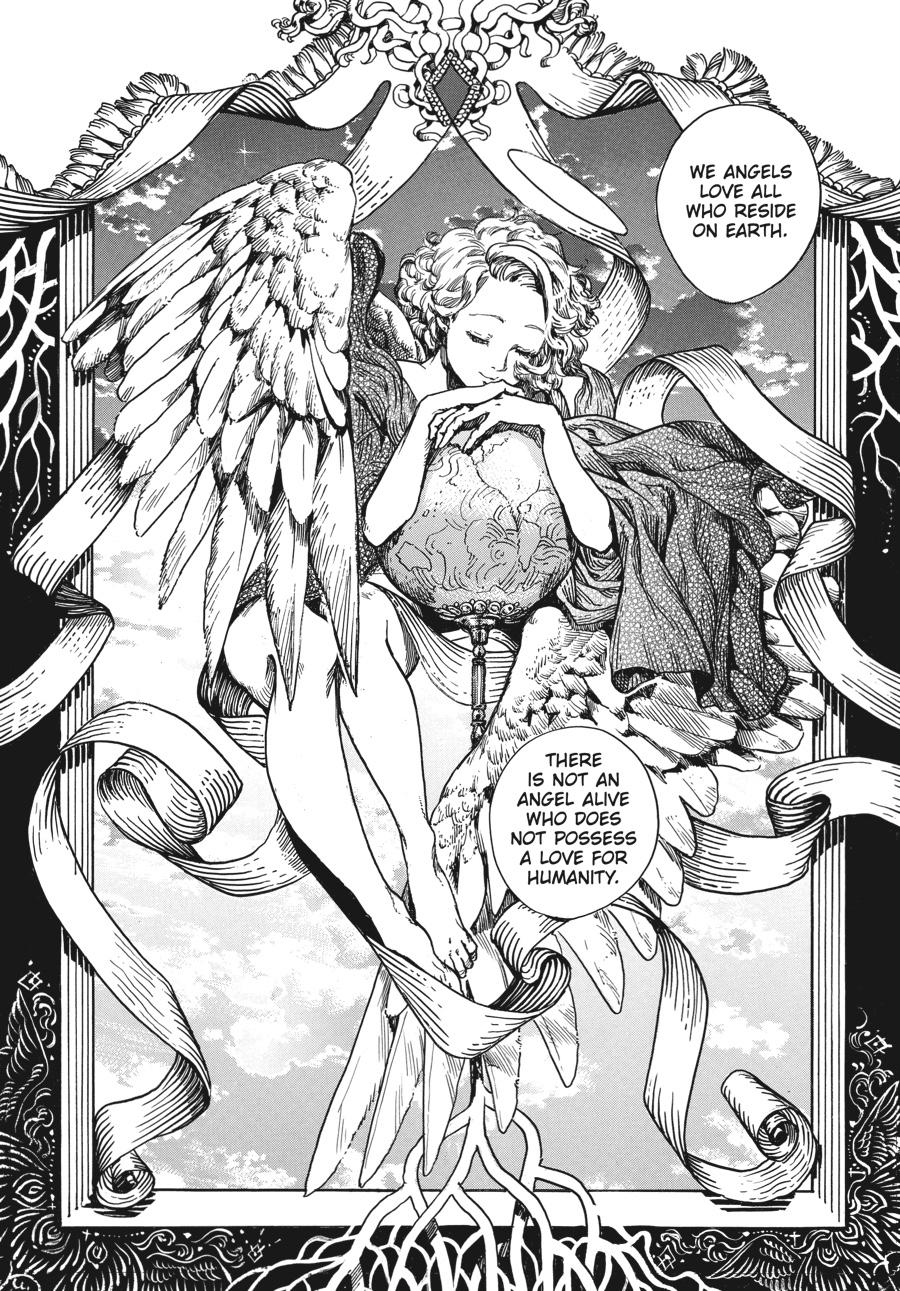 WE ANGELS
LOVE ALL
WHO RESIDE
ON EARTH.
THERE
IS NOT AN
ANGEL ALIVE
WHO DOES
NOT POSSESS
A LOVE FOR
HUMANITY.